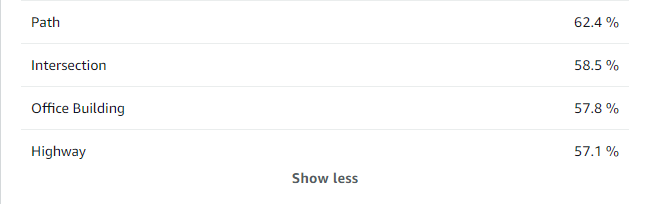 Path 62.4 %
Intersection 58.5 %
Office Building 57.8 %
Highway 57.1 %
Show less